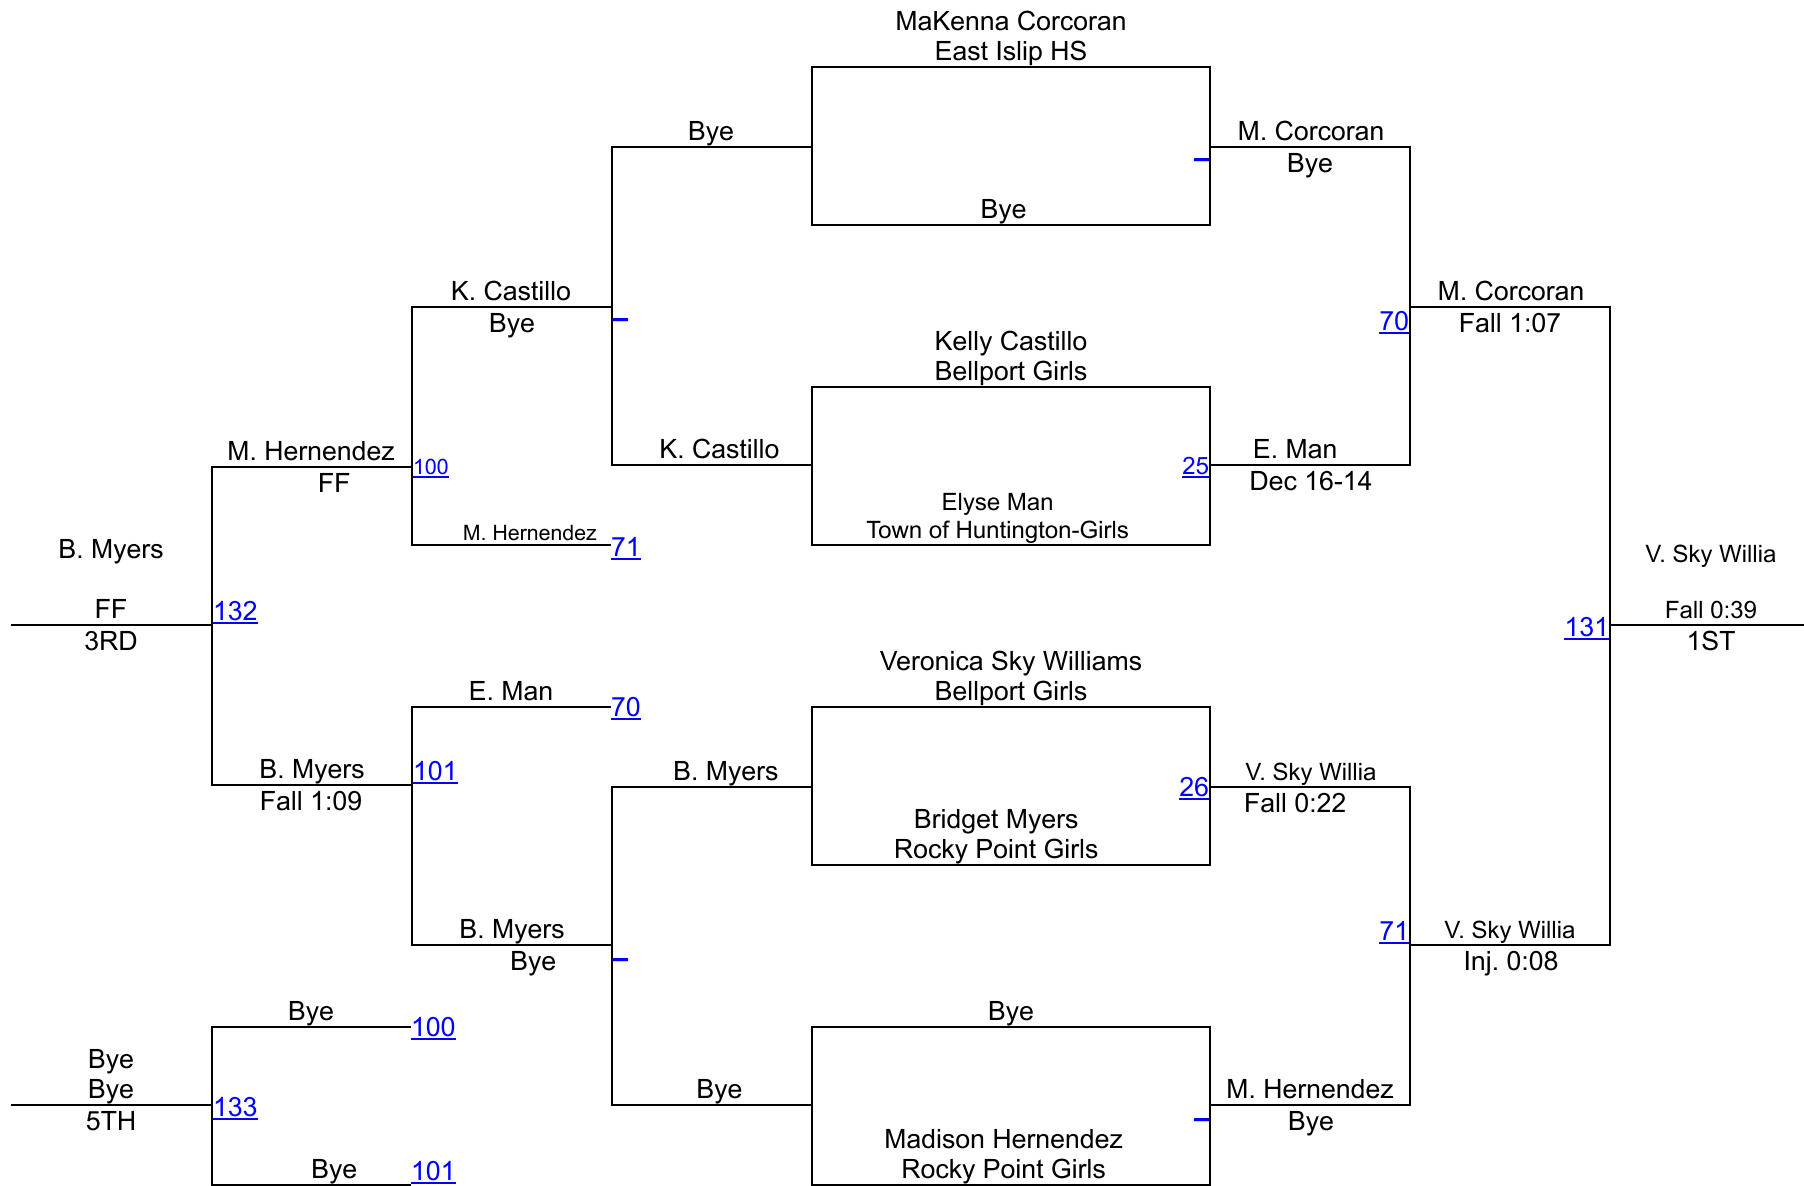 MaKenna Corcoran
East Islip HS
Bye
M. Corcoran
Bye
Bye
K. Castillo
Bye
M. Corcoran
70
Fall 1:07
Kelly Castillo
Bellport Girls
M. Hernendez
FF
100
K. Castillo
25
E. Man
Dec 16-14
Elyse Man
Town of Huntington-Girls
M. Hernendez
71
B. Myers
FF
3RD
132
V. Sky Willia
Fall 0:39
131
1ST
Veronica Sky Williams
Bellport Girls
E. Man
70
B. Myers
Fall 1:09
101
B. Myers
26
V. Sky Willia
Fall 0:22
Bridget Myers
Rocky Point Girls
B. Myers
Bye
71
V. Sky Willia
Inj. 0:08
Bye
100
Bye
Bye
Bye
5TH
133
Bye
M. Hernendez
Bye
Madison Hernendez
Rocky Point Girls
Bye
101